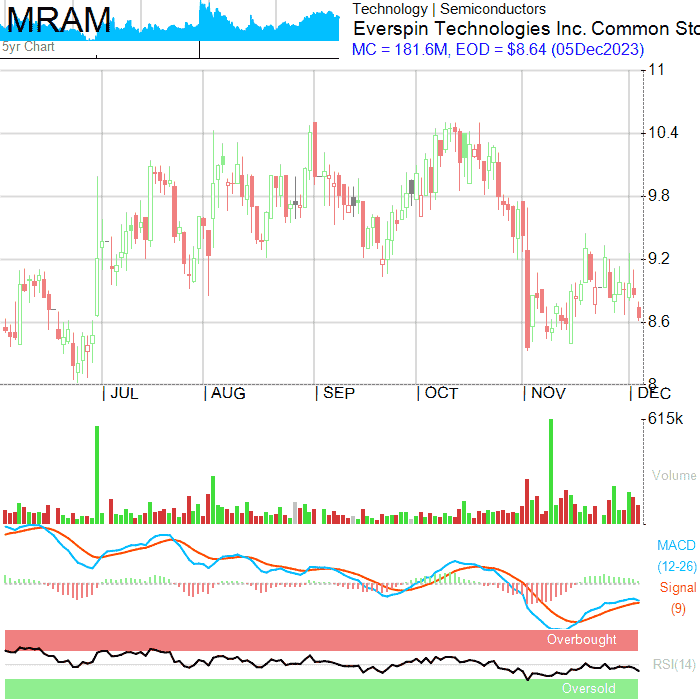 MRAM
5yr Chart
Technology | Semiconductors
Everspin Technologies Inc. Common Sto
MC = 181.6M, EOD = $8.64 (05Dec2023)
11
10.4
9.8
9.2
8.6
8
JUL
AUG
SEP
OCT
NOV
DEC
615k
Volume
MACD
(12-26)
Signal
(9)
Overbought
RSI(14)
Oversold